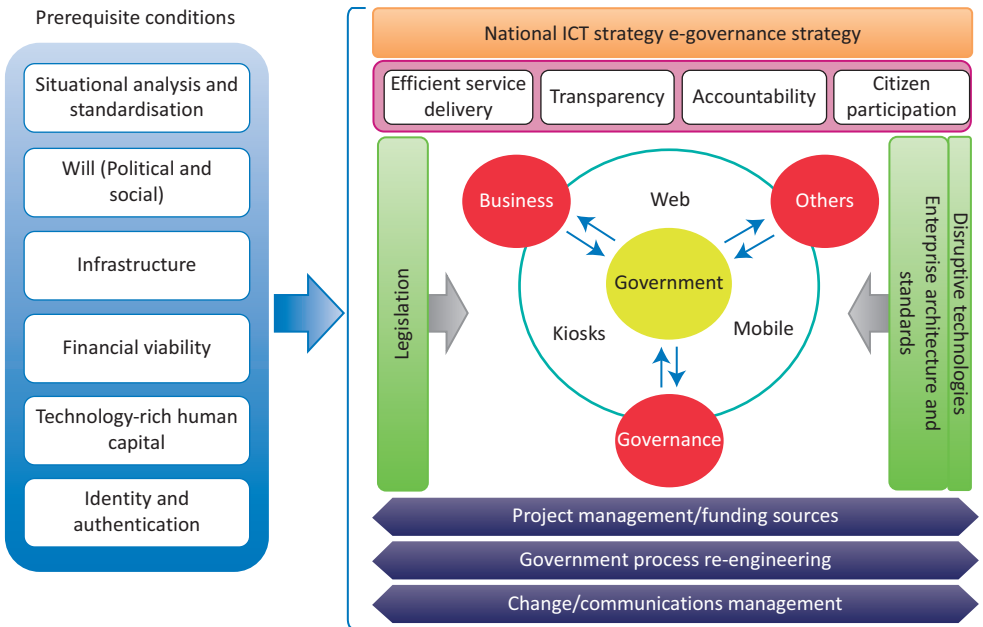 Prerequisite conditions
Situational analysis and
standardisation
Will (Political and
social)
Infrastructure
Financial viability
Technology-rich human
capital
Identity and
authentication
National ICT strategy e-governance strategy
Efficient service
delivery
Transparency
Accountability
Citizen
participation
Legislation
Business
Web
Others
Government
Kiosks
Mobile
Governance
Enterprise architecture and
standards
Disruptive technologies
Project management/funding sources
Government process re-engineering
Change/communications management